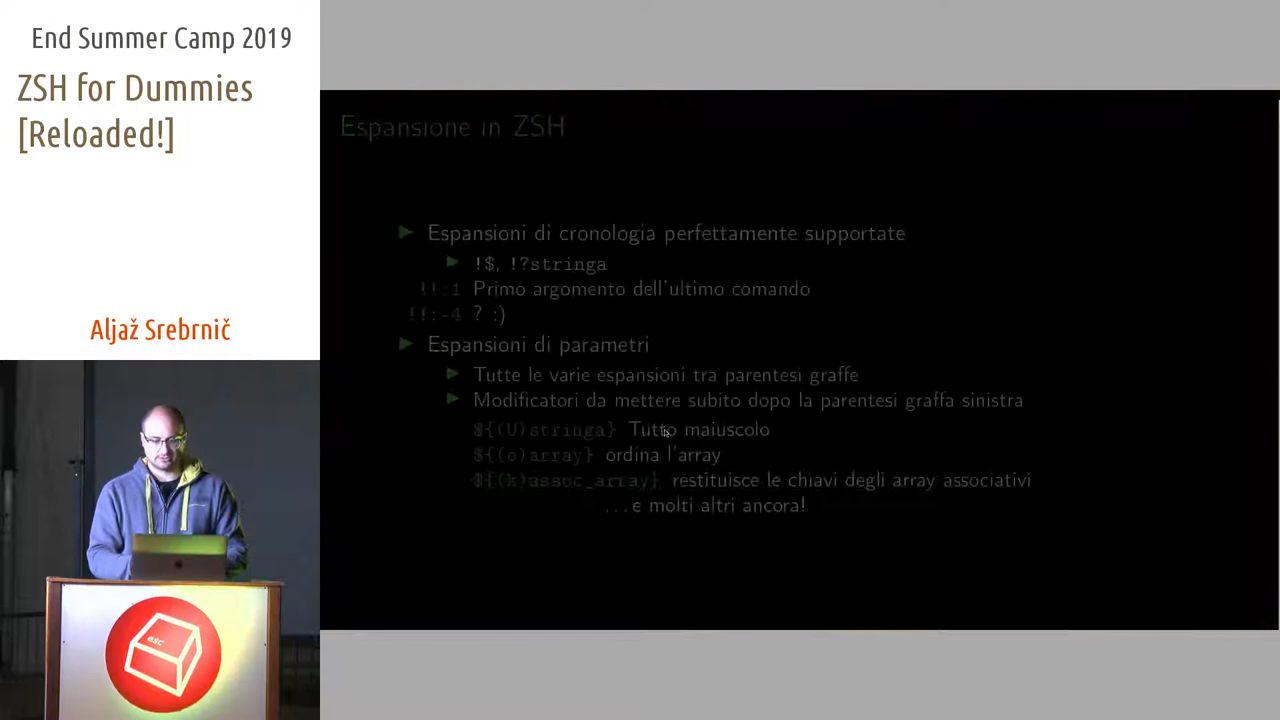 End Summer Camp 2019
ZSH for Dummies
[Reloaded!]
Aljaž Srebrnič
esc
Espansione in ZSH
► Espansioni di cronologia perfettamente supportate
► !$, !?stringa
!!:1 Primo argomento dell'ultimo comando
!!:-4 ? :)
► Espansioni di parametri
► Tutte le varie espansioni tra parentesi graffe
► Modificatori da mettere subito dopo la parentesi graffa sinistra
${(U)stringa} Tutto maiuscolo
${(o)array} ordina l'array
${(k)assoc_array} restituisce le chiavi degli array associativi
...e molti altri ancora!